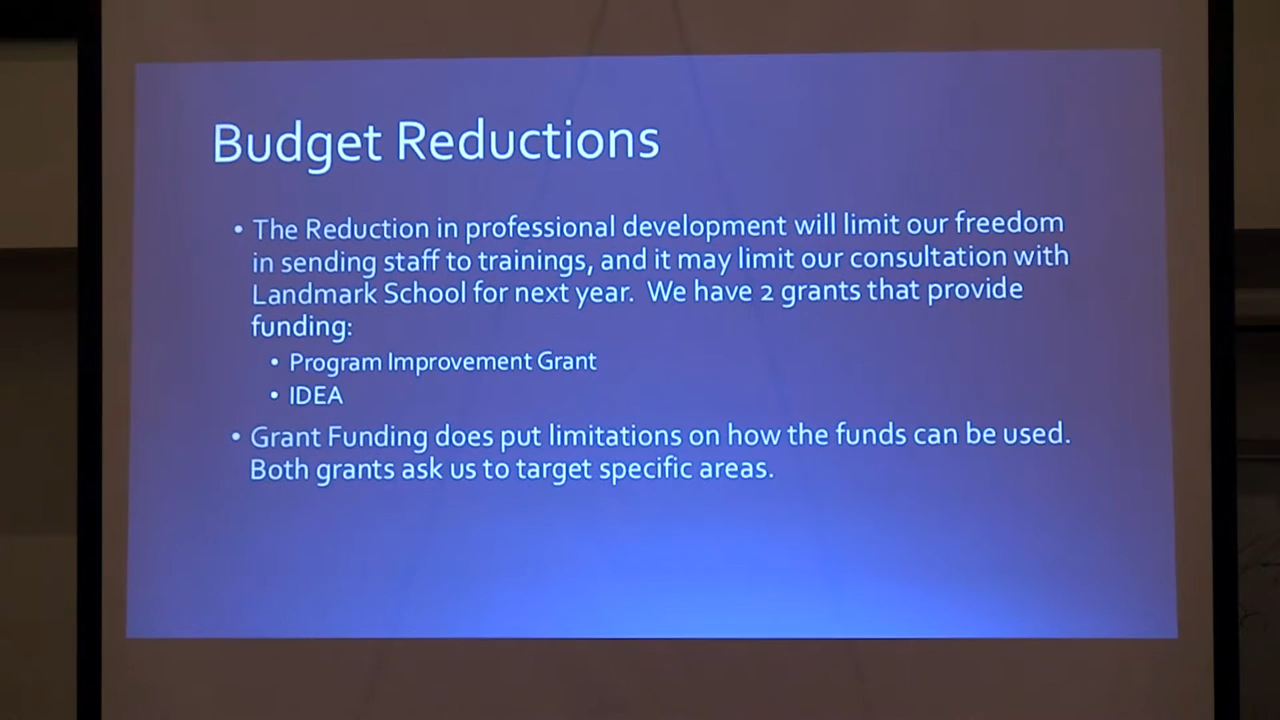 Budget Reductions
• The Reduction in professional development will limit our freedom
in sending staff to trainings, and it may limit our consultation with
Landmark School for next year. We have 2 grants that provide
funding:
• Program Improvement Grant
• IDEA
• Grant Funding does put limitations on how the funds can be used.
Both grants ask us to target specific areas.